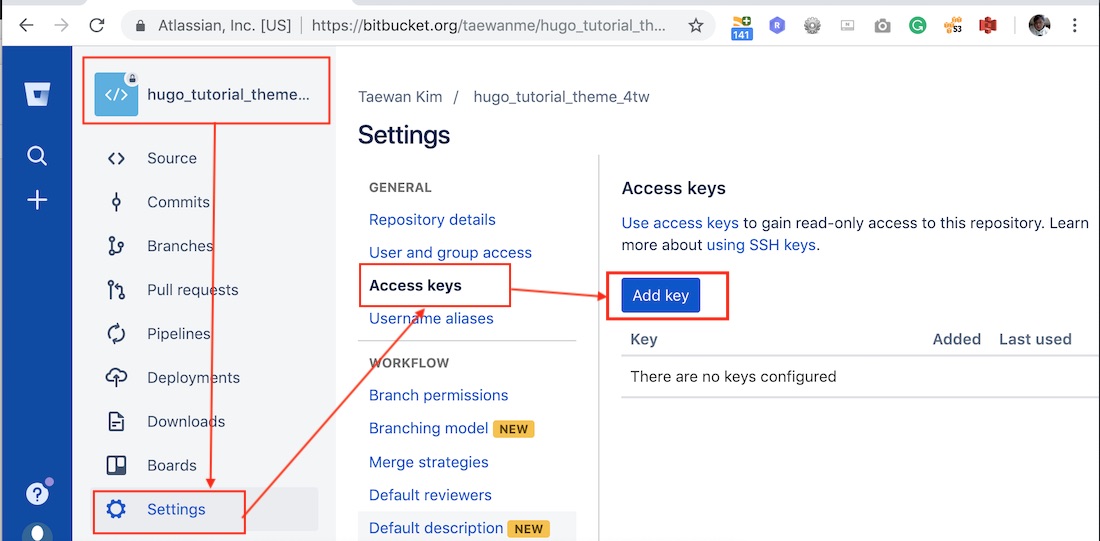 Atlassian, Inc. [US] | https://bitbucket.org/taewanme/hugo_tutorial_th...
141
R
N
G
S3
</>
hugo_tutorial_theme...
Source
Commits
Branches
Pull requests
Pipelines
Deployments
Downloads
Boards
Settings
?
Taewan Kim / hugo_tutorial_theme_4tw
Settings
GENERAL
Repository details
User and group access
Access keys
Username aliases
WORKFLOW
Branch permissions
Branching model NEW
Merge strategies
Default reviewers
Default description NEW
Access keys
Use access keys to gain read-only access to this repository. Learn
more about using SSH keys.
Add key
Key Added Last used
There are no keys configured